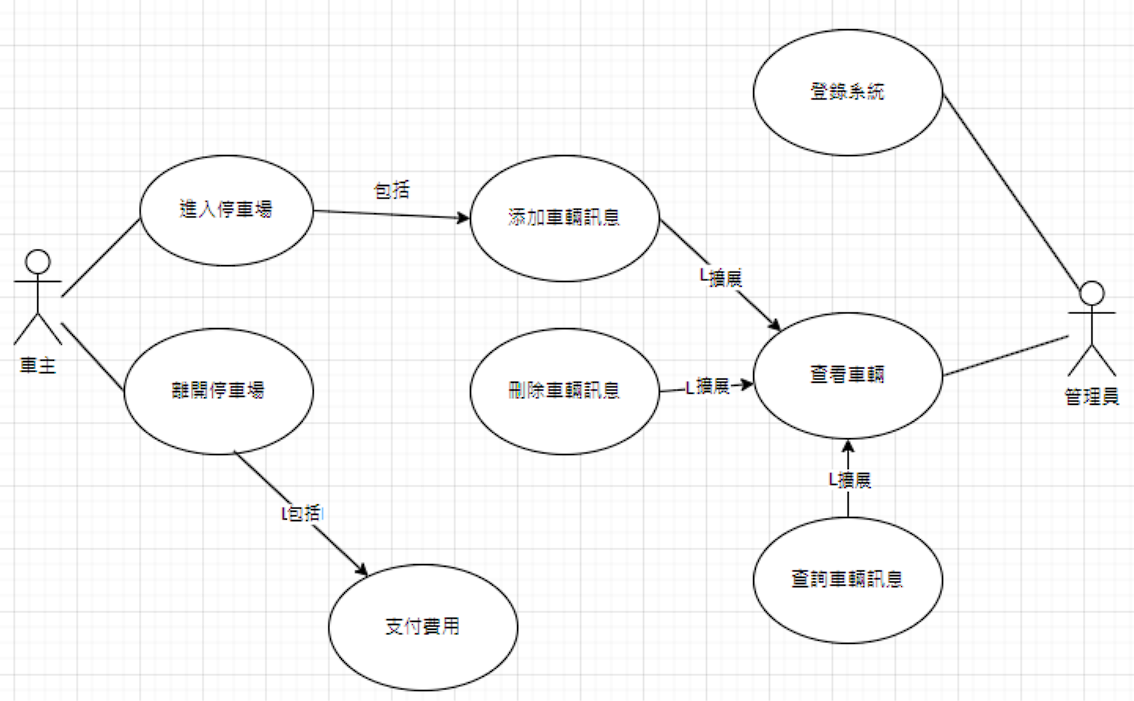 登錄系統
包括
進入停車場
添加車輛訊息
L擴展
車主
離開停車場
刪除車輛訊息
L擴展
查看車輛
管理員
L擴展
L包括
查詢車輛訊息
支付費用